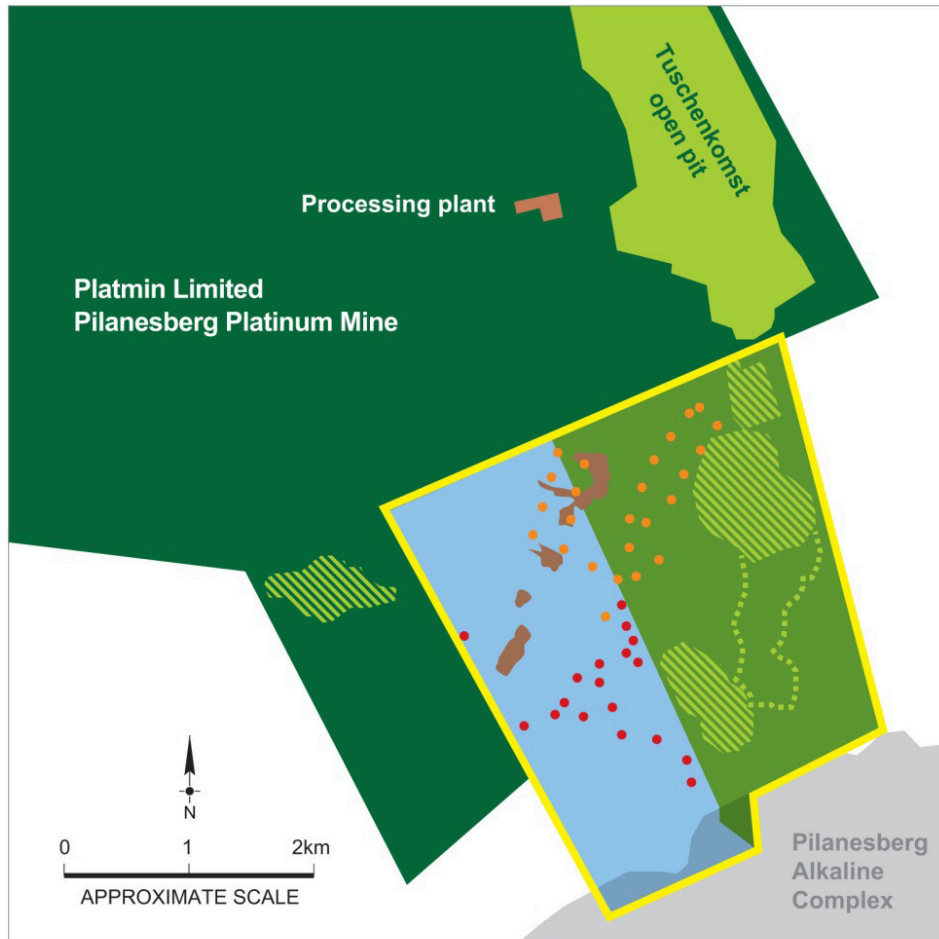 Tuschenkomst
open pit
Processing plant
Platmin Limited
Pilanesberg Platinum Mine
N
0 1 2km
APPROXIMATE SCALE
Pilanesberg
Alkaline
Complex